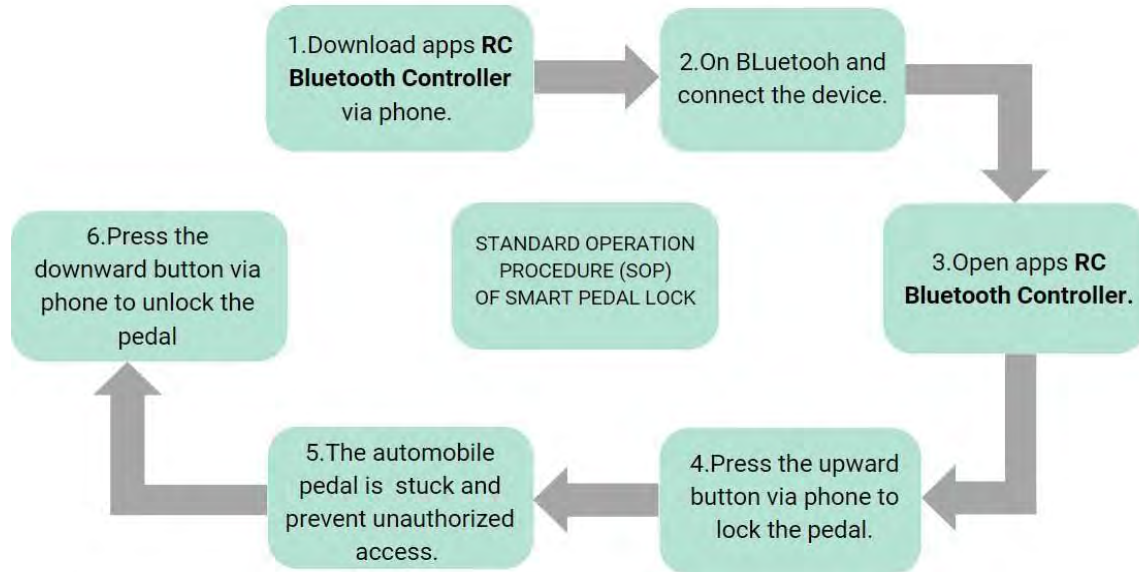 1.Download apps RC
Bluetooth Controller
via phone.
2.On BLuetooh and
connect the device.
3.Open apps RC
Bluetooth Controller.
4.Press the upward
button via phone to
lock the pedal.
5.The automobile
pedal is stuck and
prevent unauthorized
access.
6.Press the
downward button via
phone to unlock the
pedal
STANDARD OPERATION
PROCEDURE (SOP)
OF SMART PEDAL LOCK